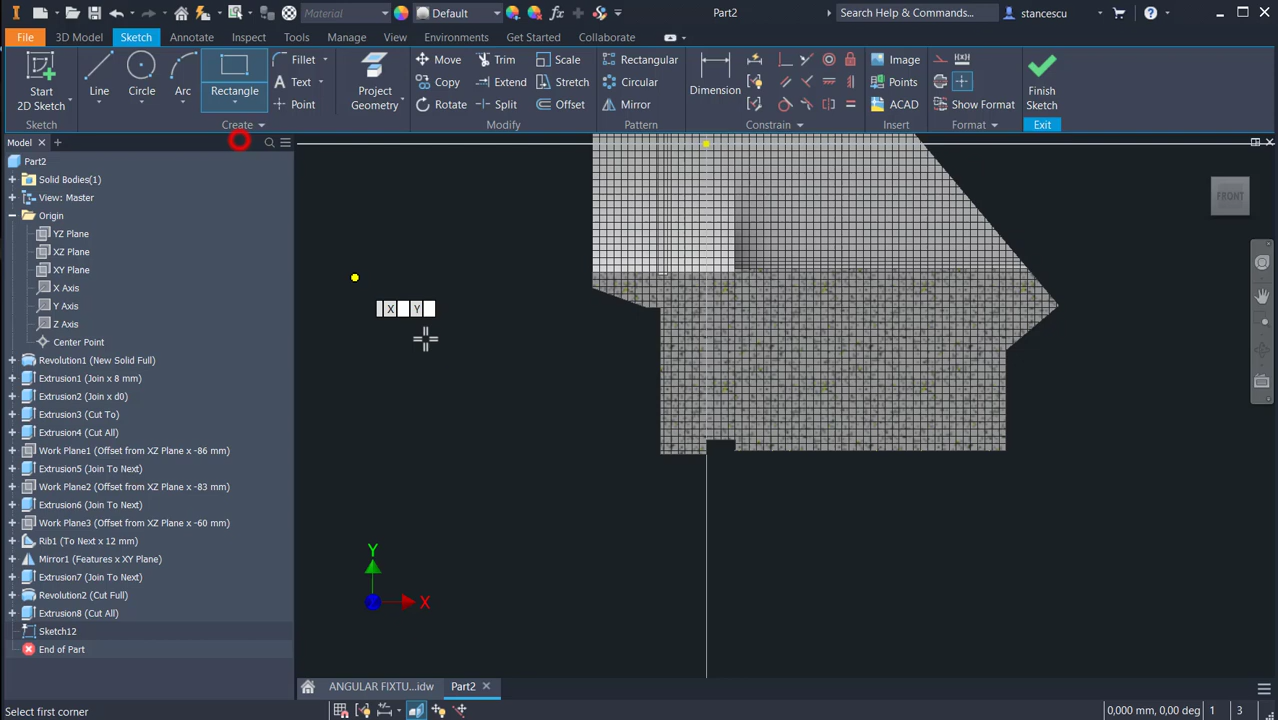 Material
Default
fx
Part2
Search Help & Commands...
stancescu
File
3D Model
Sketch
Annotate
Inspect
Tools
Manage
View
Environments
Get Started
Collaborate
Start
2D Sketch
Line
Circle
Arc
Rectangle
Fillet
Text
Point
Project
Geometry
Move
Copy
Rotate
Trim
Extend
Split
Scale
Stretch
Offset
Rectangular
Circular
Mirror
Dimension
Image
Points
ACAD
Show Format
Finish
Sketch
Sketch
Create
Modify
Pattern
Constrain
Insert
Format
Exit
Model
Part2
Solid Bodies(1)
View: Master
Origin
YZ Plane
XZ Plane
XY Plane
X Axis
Y Axis
Z Axis
Center Point
Revolution1 (New Solid Full)
Extrusion1 (Join x 8 mm)
Extrusion2 (Join x d0)
Extrusion3 (Cut To)
Extrusion4 (Cut All)
Work Plane1 (Offset from XZ Plane x -86 mm)
Extrusion5 (Join To Next)
Work Plane2 (Offset from XZ Plane x -83 mm)
Extrusion6 (Join To Next)
Work Plane3 (Offset from XZ Plane x -60 mm)
Rib1 (To Next x 12 mm)
Mirror1 (Features x XY Plane)
Extrusion7 (Join To Next)
Revolution2 (Cut Full)
Extrusion8 (Cut All)
Sketch12
End of Part
FRONT
X Y
Y
X
ANGULAR FIXTU...idw
Part2
Select first corner
0,000 mm, 0,00 deg
1
3